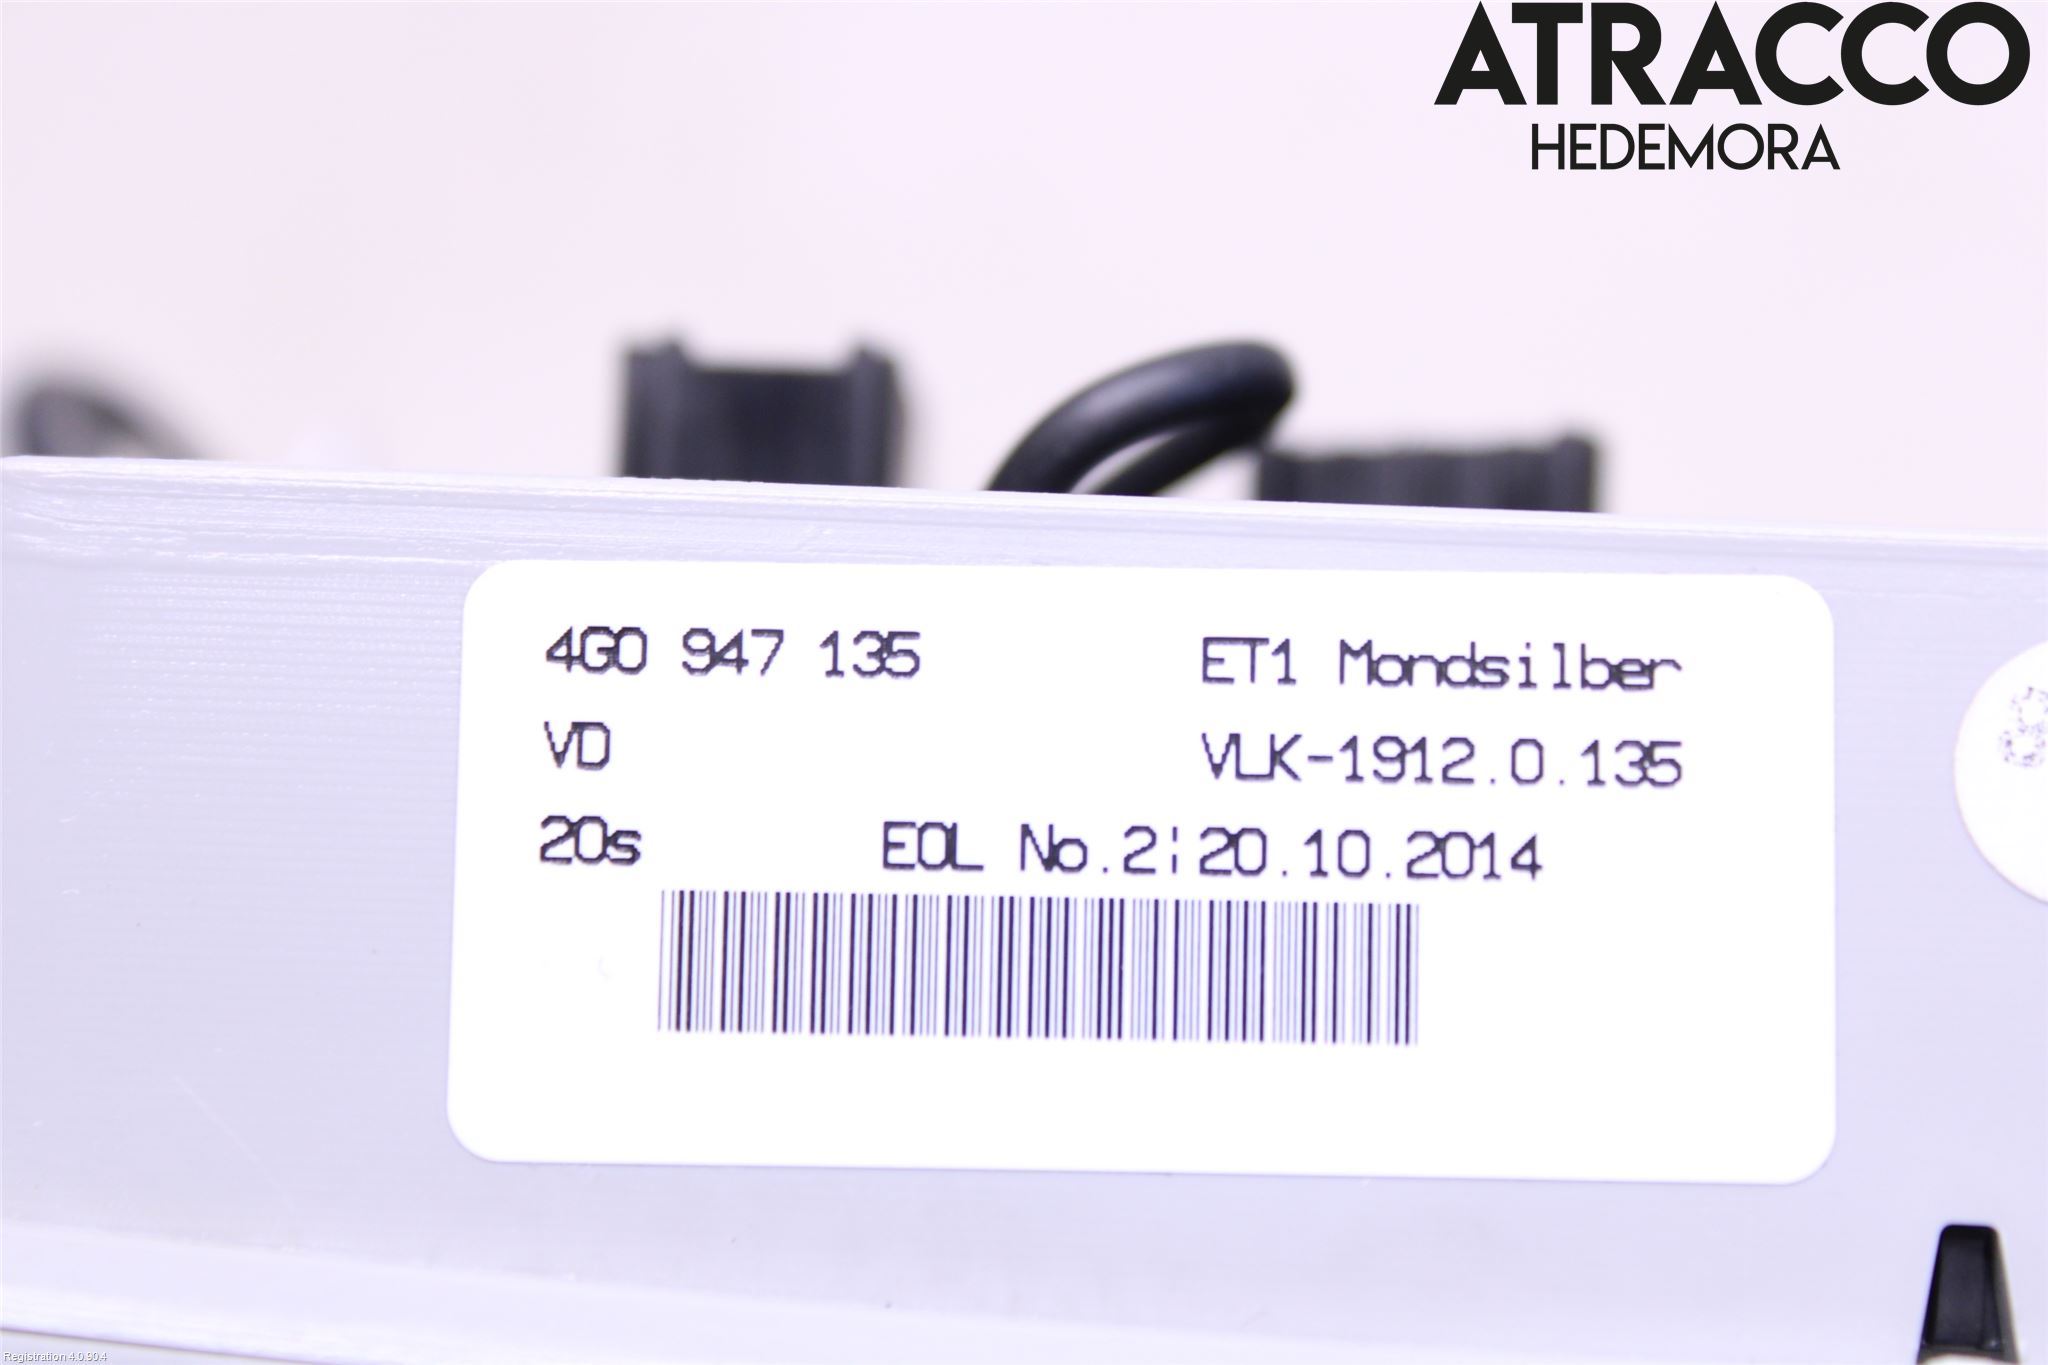 ATRACCO
HEDEMORA
4G0 947 135
ET1 Mondsilber
VD
VLK-1912.0.135
20s
EOL No.2¦20.10.2014
8
Registration 4.0.90.4